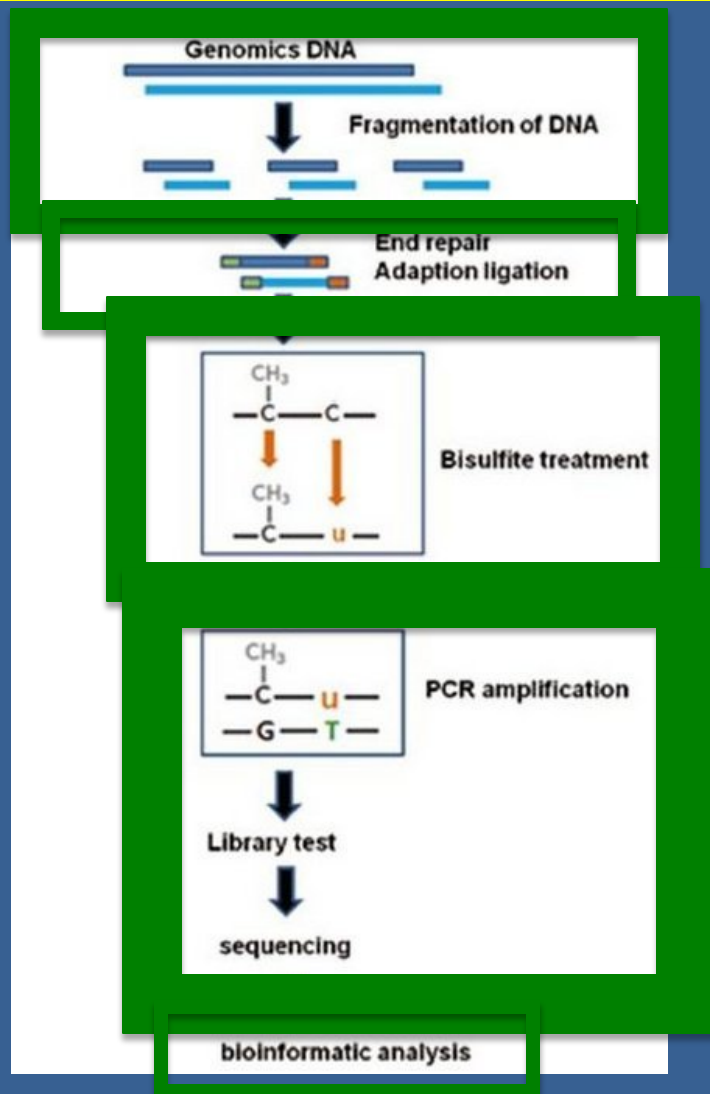 Genomics DNA
Fragmentation of DNA
End repair
Adaption ligation
CH3
C C
CH3
C u
Bisulfite treatment
CH3
C u
G T
PCR amplification
Library test
sequencing
bioinformatic analysis